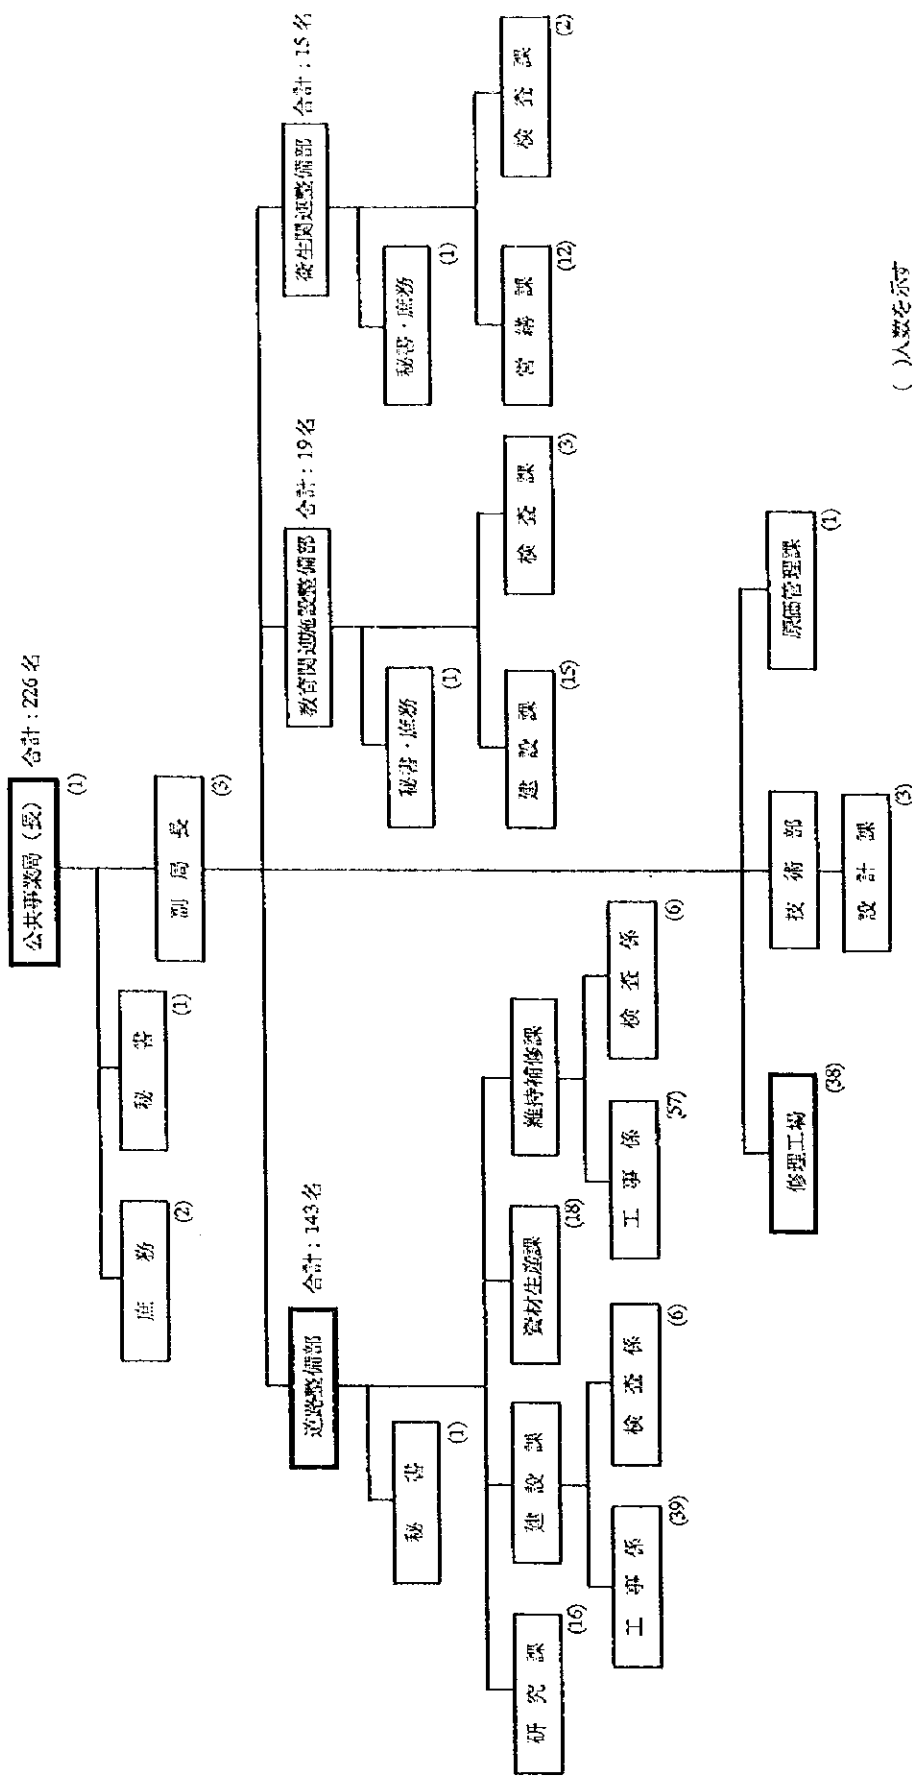 公共事業局（長） 合計：226名
(1)
庶務
(2)
秘書
(1)
副局長
(3)
道路整備部 合計：143名
秘書
(1)
研究課
(16)
建設課
工事係
(39)
検査係
(6)
資材生産課
(18)
維持補修課
工事係
(57)
検査係
(6)
教育関連施設整備部 合計：19名
秘書・庶務
(1)
建設課
(15)
検査課
(3)
衛生関連整備部 合計：15名
秘書・庶務
(1)
営繕課
(12)
検査課
(2)
修理工場
(38)
技術部
設計課
(3)
原価管理課
(1)
( )人数を示す